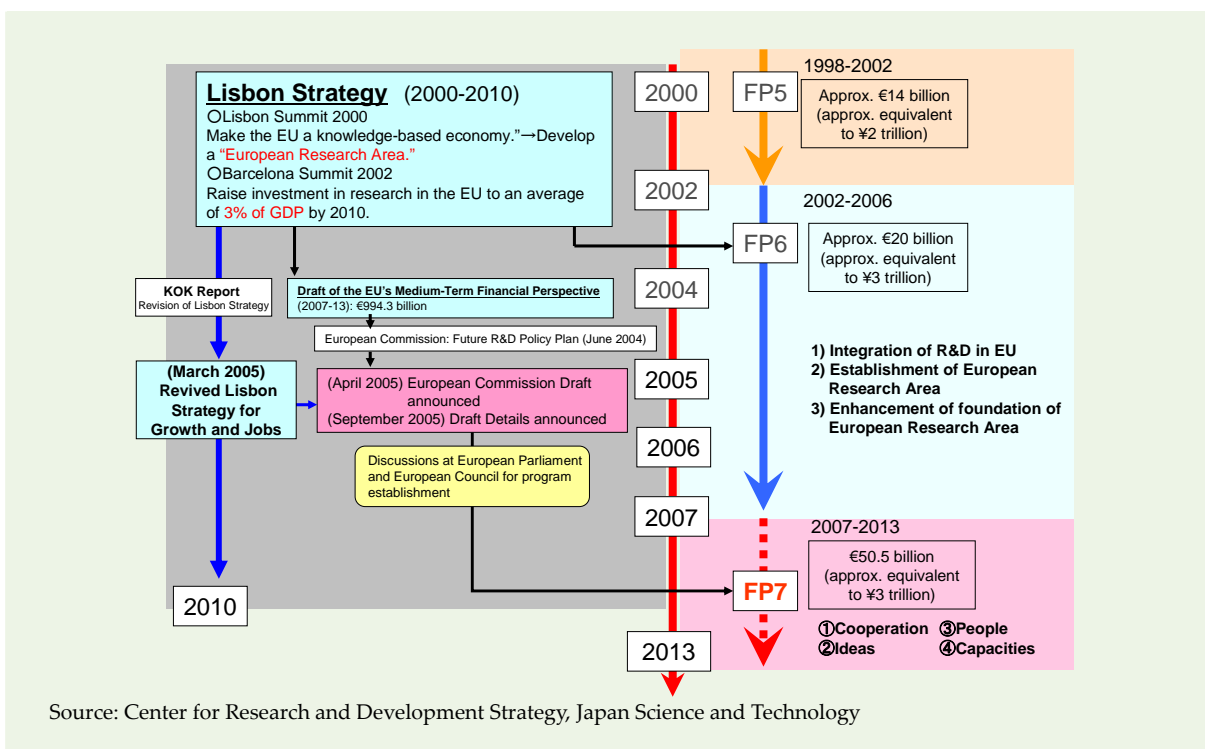 Lisbon Strategy (2000-2010)
○Lisbon Summit 2000
Make the EU a knowledge-based economy.”→Develop
a “European Research Area.”
○Barcelona Summit 2002
Raise investment in research in the EU to an average
of 3% of GDP by 2010.
KOK Report
Revision of Lisbon Strategy
Draft of the EU’s Medium-Term Financial Perspective
(2007-13): €994.3 billion
European Commission: Future R&D Policy Plan (June 2004)
(March 2005)
Revived Lisbon
Strategy for
Growth and Jobs
(April 2005) European Commission Draft
announced
(September 2005) Draft Details announced
Discussions at European Parliament
and European Council for program
establishment
2010
2000
2002
2004
2005
2006
2007
2013
FP5
1998-2002
Approx. €14 billion
(approx. equivalent
to ¥2 trillion)
2002-2006
FP6
Approx. €20 billion
(approx. equivalent
to ¥3 trillion)
1) Integration of R&D in EU
2) Establishment of European
Research Area
3) Enhancement of foundation of
European Research Area
2007-2013
FP7
€50.5 billion
(approx. equivalent
to ¥3 trillion)
①Cooperation ③People
②Ideas ④Capacities
Source: Center for Research and Development Strategy, Japan Science and Technology